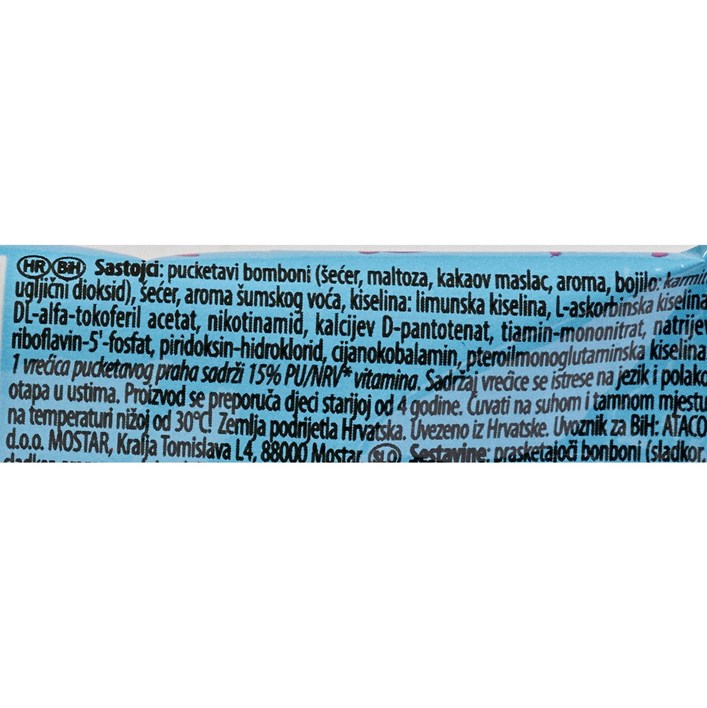 HR BiH Sastojci: pucketavi bomboni (šećer, maltoza, kakaov maslac, aroma, bojilo: karmin
ugljični dioksid), šećer, aroma šumskog voća, kiselina: limunska kiselina, L-askorbinska kiselina
DL-alfa-tokoferil acetat, nikotinamid, kalcijev D-pantotenat, tiamin-mononitrat, natrijev
riboflavin-5'-fosfat, piridoksin-hidroklorid, cijanokobalamin, pteroilmonoglutaminska kiselina
1 vrećica pucketavog praha sadrži 15% PU/NRV* vitamina. Sadržaj vrećice se istrese na jezik i polako
otapa u ustima. Proizvod se preporuča djeci starijoj od 4 godine. Čuvati na suhom i tamnom mjestu
na temperaturi nižoj od 30°C! Zemlja podrijetla Hrvatska. Uvezeno iz Hrvatske. Uvoznik za BiH: ATACO
d.o.o. MOSTAR, Kralja Tomislava L4, 88000 Mostar SLO Sestavine: prasketajoči bonboni (sladkor,